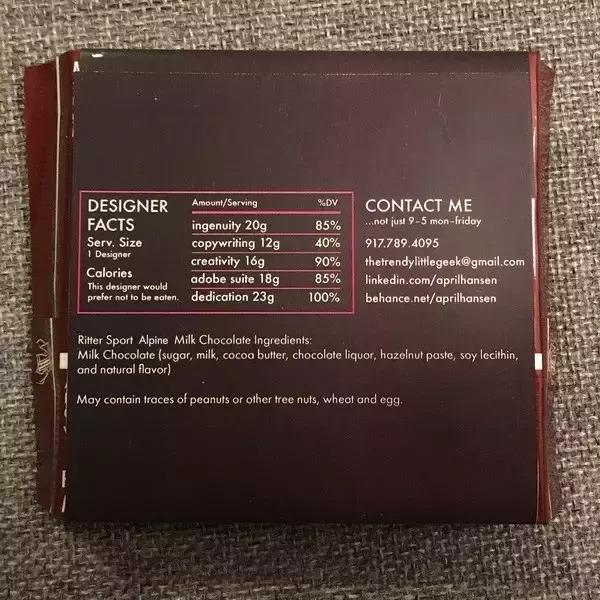 DESIGNER
FACTS
Serv. Size
1 Designer
Calories
This designer would
prefer not to be eaten.
Amount/Serving %DV
ingenuity 20g 85%
copywriting 12g 40%
creativity 16g 90%
adobe suite 18g 85%
dedication 23g 100%
CONTACT ME
...not just 9-5 mon-friday
917.789.4095
thetrendylittlegeek@gmail.com
linkedin.com/aprilhansen
behance.net/aprilhansen
Ritter Sport Alpine Milk Chocolate Ingredients:
Milk Chocolate (sugar, milk, cocoa butter, chocolate liquor, hazelnut paste, soy lecithin,
and natural flavor)
May contain traces of peanuts or other tree nuts, wheat and egg.